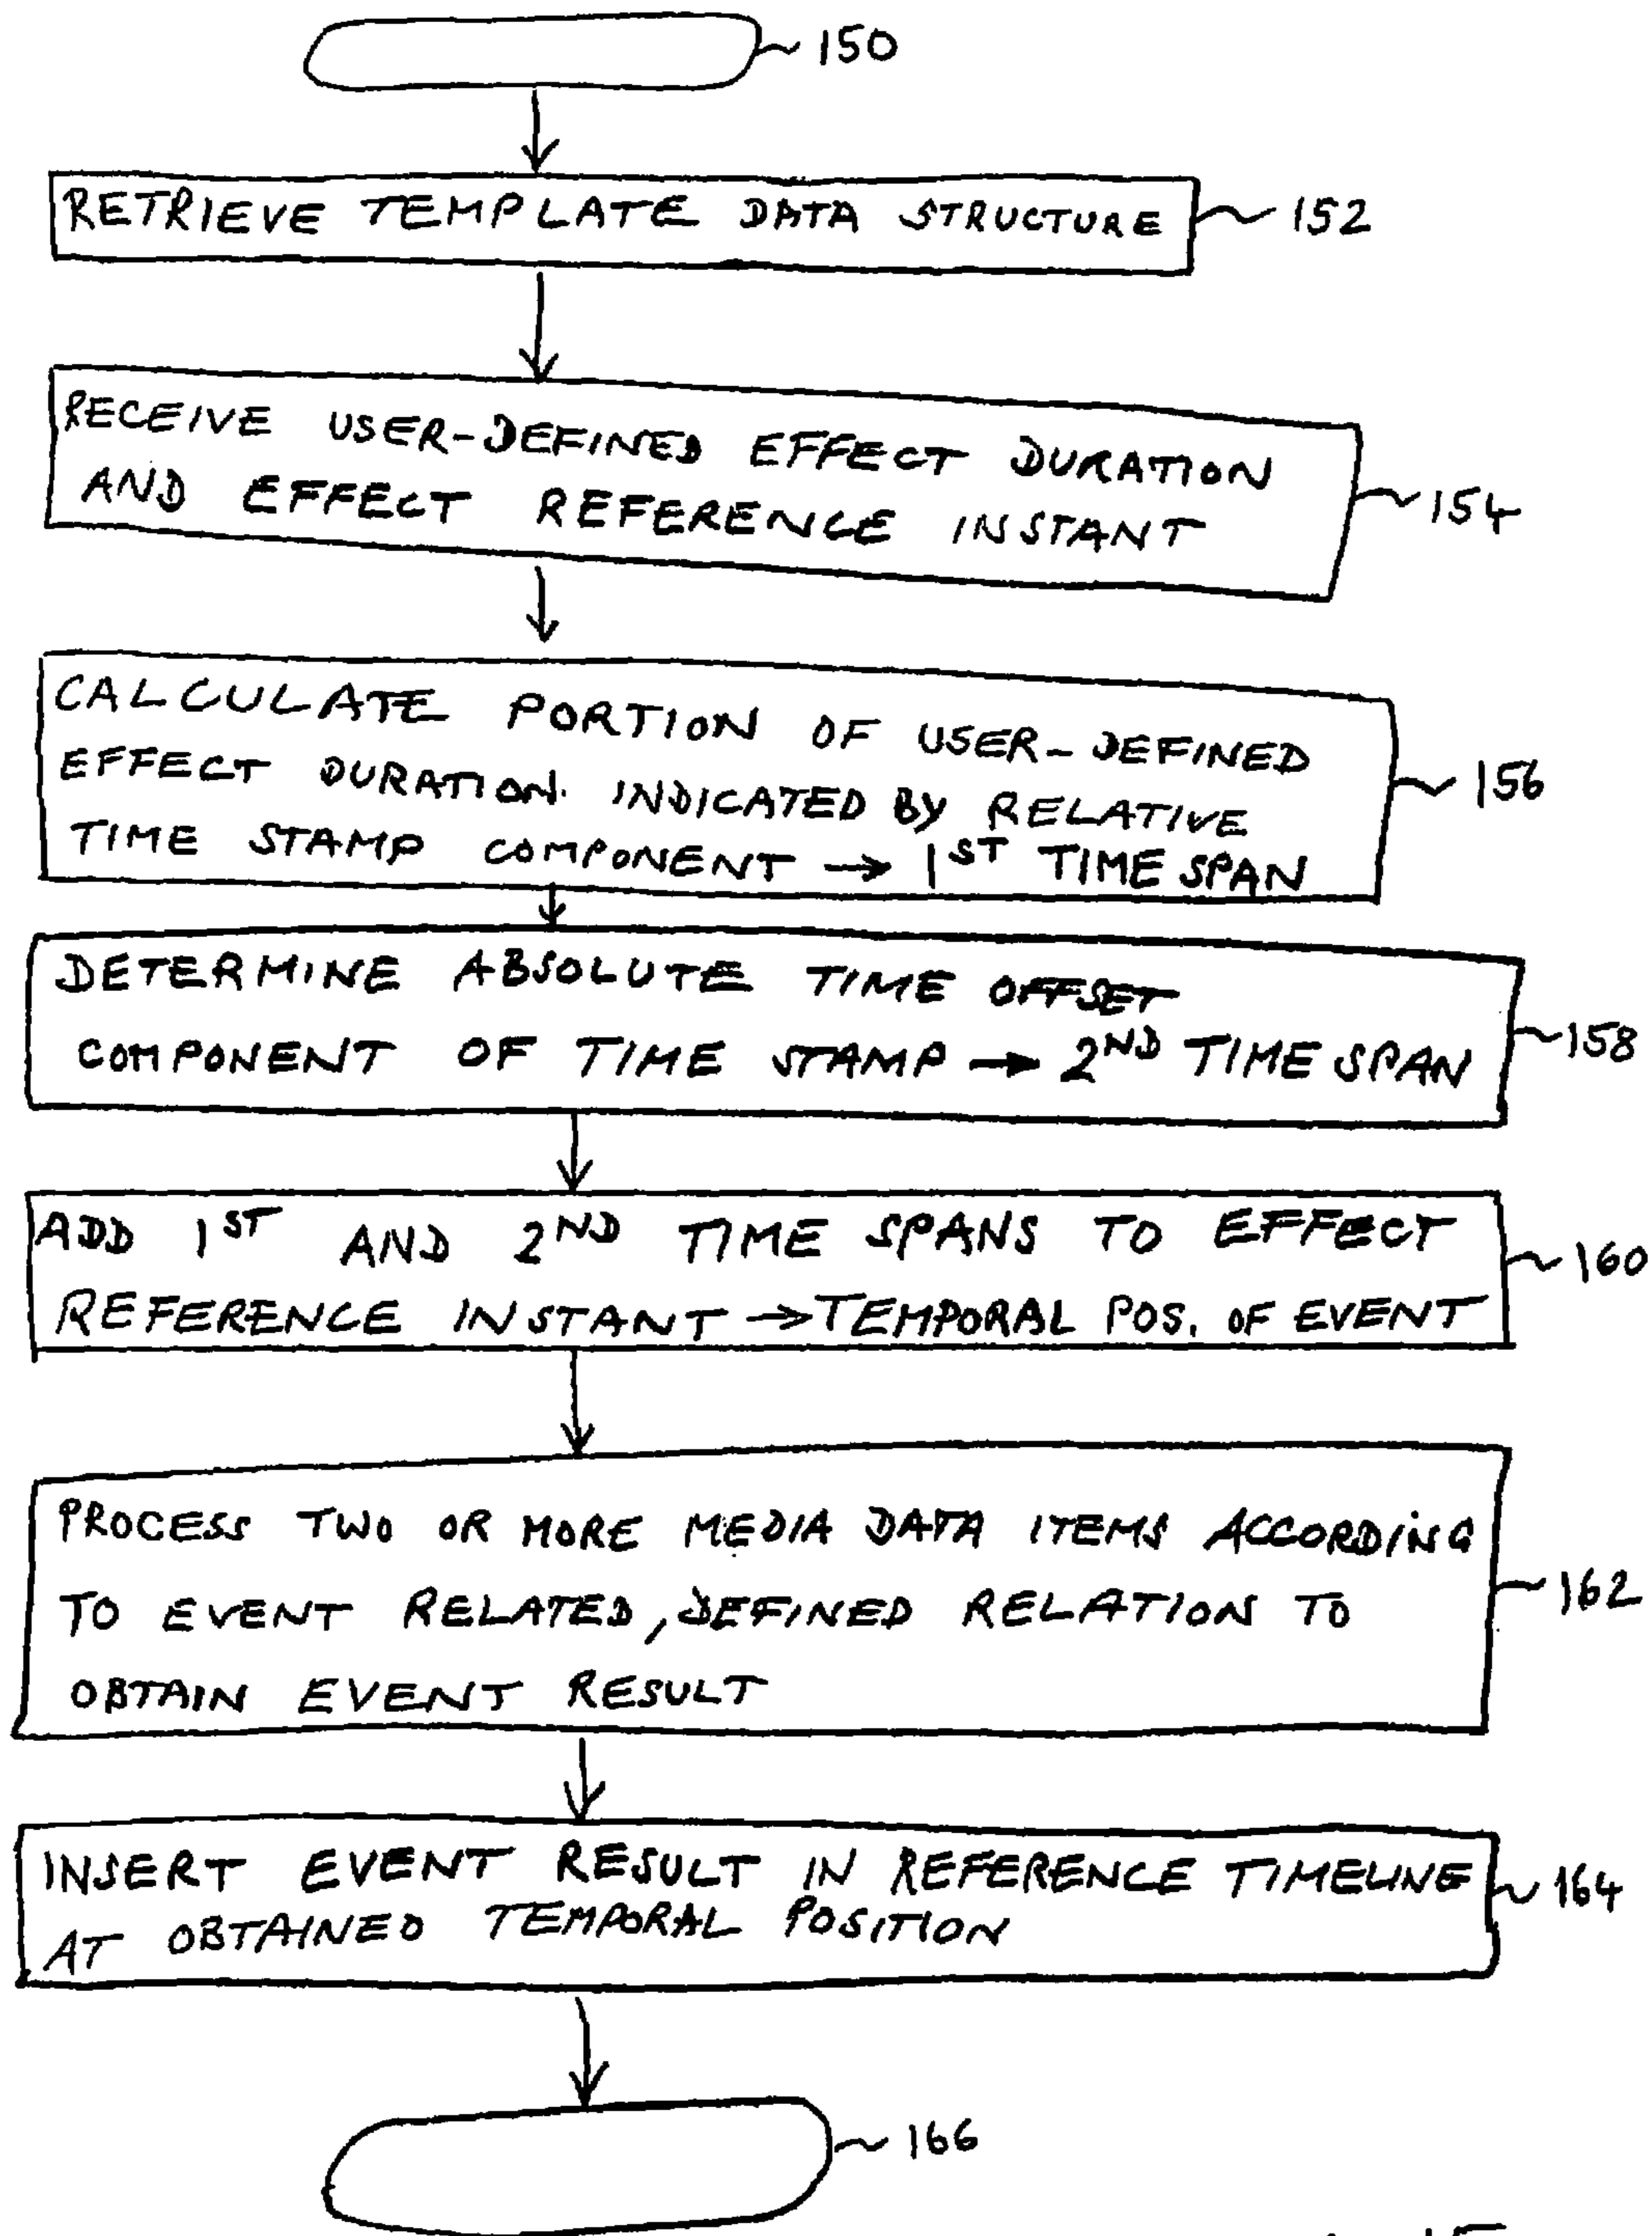 150
RETRIEVE TEMPLATE DATA STRUCTURE
152
RECEIVE USER-DEFINED EFFECT DURATION
AND EFFECT REFERENCE INSTANT
154
CALCULATE PORTION OF USER-DEFINED
EFFECT DURATION INDICATED BY RELATIVE
TIME STAMP COMPONENT → 1ST TIME SPAN
156
DETERMINE ABSOLUTE TIME OFFSET
COMPONENT OF TIME STAMP → 2ND TIME SPAN
158
ADD 1ST AND 2ND TIME SPANS TO EFFECT
REFERENCE INSTANT → TEMPORAL POS. OF EVENT
160
PROCESS TWO OR MORE MEDIA DATA ITEMS ACCORDING
TO EVENT RELATED, DEFINED RELATION TO
OBTAIN EVENT RESULT
162
INSERT EVENT RESULT IN REFERENCE TIMELINE
AT OBTAINED TEMPORAL POSITION
164
166